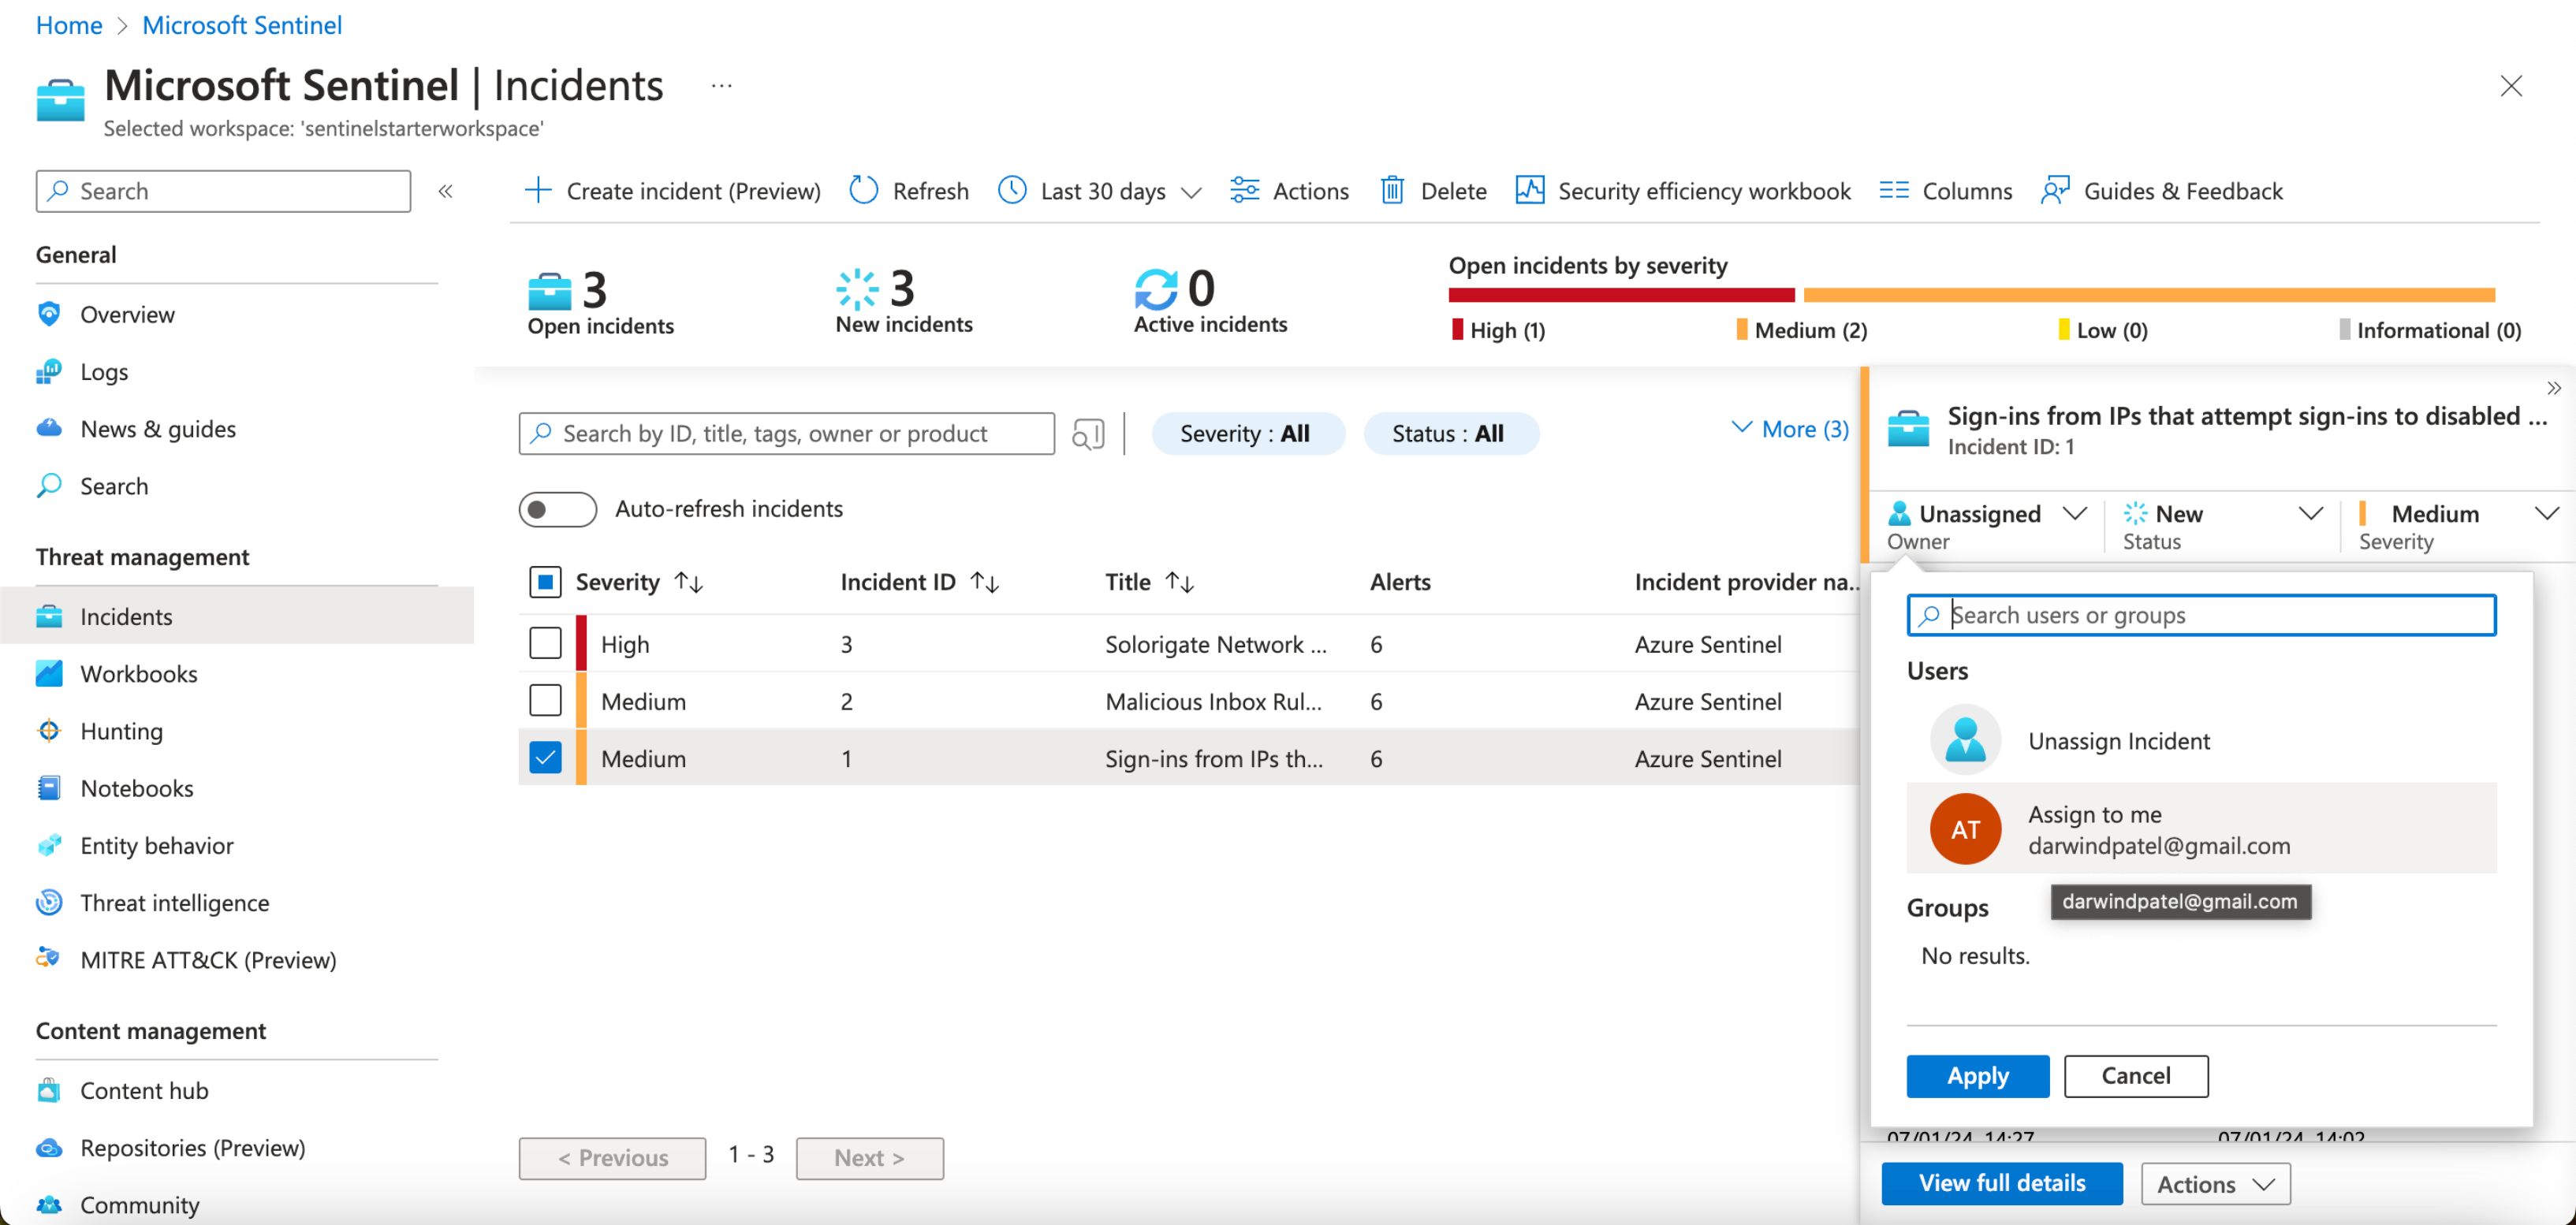 Home > Microsoft Sentinel
Microsoft Sentinel | Incidents ...
Selected workspace: 'sentinelstarterworkspace'
Search «
General
Overview
Logs
News & guides
Search
Threat management
Incidents
Workbooks
Hunting
Notebooks
Entity behavior
Threat intelligence
MITRE ATT&CK (Preview)
Content management
Content hub
Repositories (Preview)
Community
Create incident (Preview) Refresh Last 30 days Actions Delete Security efficiency workbook Columns Guides & Feedback
3 Open incidents
3 New incidents
0 Active incidents
Open incidents by severity
High (1) Medium (2) Low (0) Informational (0)
Search by ID, title, tags, owner or product Severity : All Status : All More (3)
Auto-refresh incidents
Severity ↑↓ Incident ID ↑↓ Title ↑↓ Alerts Incident provider na...
High 3 Solorigate Network ... 6 Azure Sentinel
Medium 2 Malicious Inbox Rul... 6 Azure Sentinel
Medium 1 Sign-ins from IPs th... 6 Azure Sentinel
< Previous 1 - 3 Next >
»
Sign-ins from IPs that attempt sign-ins to disabled ...
Incident ID: 1
Unassigned New Medium
Owner Status Severity
Search users or groups
Users
Unassign Incident
AT Assign to me
darwindpatel@gmail.com
darwindpatel@gmail.com
Groups
No results.
Apply Cancel
07/01/24, 14:27 07/01/24, 14:02
View full details Actions